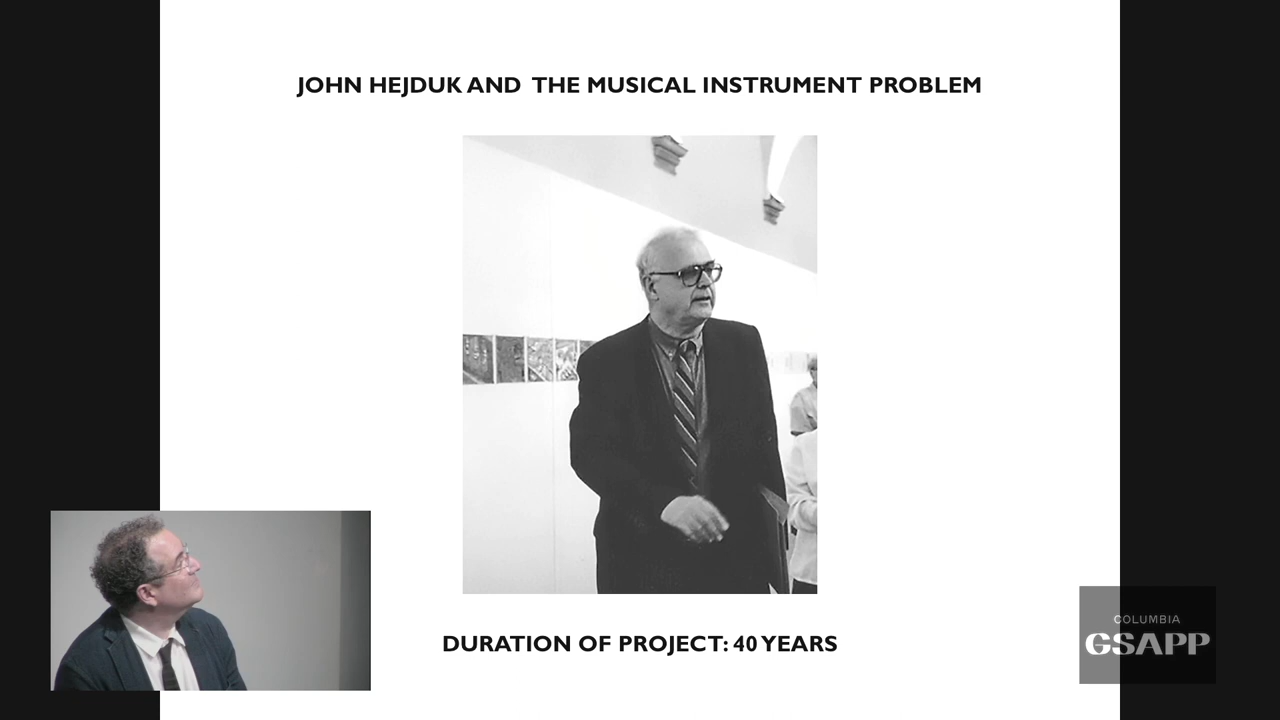 JOHN HEJDUK AND THE MUSICAL INSTRUMENT PROBLEM
DURATION OF PROJECT: 40 YEARS
COLUMBIA
GSAPP